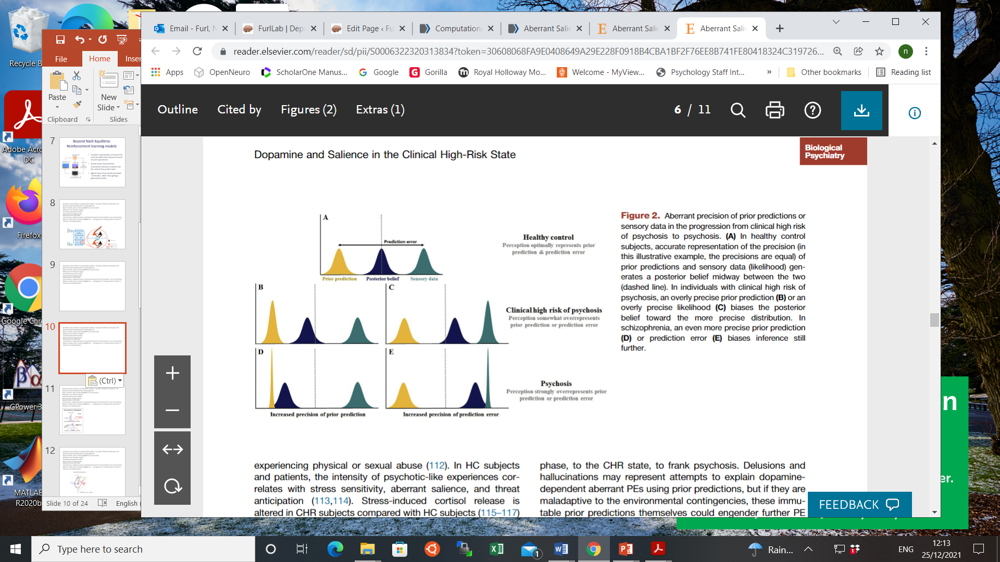 Recycle B
Adobe Acro
DC
Firefox
Google Chro
GPower 3
MATLAB
R2020b
File
Home
Inser
Paste
New
Slide
Clipboard
Slides
7
Beyond Nash Equilibria:
Reinforcement learning models
8
9
10
(Ctrl)
11
12
Slide 10 of 24
English (
Email - Furl, N
FurlLab | Dep
Edit Page ‹ Fu
Computationa
Aberrant Salie
Aberrant Salie
Aberrant Salie
reader.elsevier.com/reader/sd/pii/S0006322320313834?token=30608068FA9E0408649A29E228F0918B4CBA1BF2F76EE8B741FE80418324C319726...
n
Apps
OpenNeuro
ScholarOne Manus...
Google
Gorilla
Royal Holloway Mo...
Welcome - MyView...
Psychology Staff Int...
»
Other bookmarks
Reading list
Outline
Cited by
Figures (2)
Extras (1)
6 / 11
Dopamine and Salience in the Clinical High-Risk State
Biological
Psychiatry
A
Prediction error
Prior prediction
Posterior belief
Sensory data
Healthy control
Perception optimally represents prior
prediction & prediction error
B
C
Clinical high risk of psychosis
Perception somewhat overrepresents
prior prediction or prediction error
D
E
Psychosis
Perception strongly overrepresents prior
prediction or prediction error
Increased precision of prior prediction
Increased precision of prediction error
Figure 2. Aberrant precision of prior predictions or
sensory data in the progression from clinical high risk
of psychosis to psychosis. (A) In healthy control
subjects, accurate representation of the precision (in
this illustrative example, the precisions are equal) of
prior predictions and sensory data (likelihood) gen-
erates a posterior belief midway between the two
(dashed line). In individuals with clinical high risk of
psychosis, an overly precise prior prediction (B) or an
overly precise likelihood (C) biases the posterior
belief toward the more precise distribution. In
schizophrenia, an even more precise prior prediction
(D) or prediction error (E) biases inference still
further.
experiencing physical or sexual abuse (112). In HC subjects
and patients, the intensity of psychotic-like experiences cor-
relates with stress sensitivity, aberrant salience, and threat
anticipation (113,114). Stress-induced cortisol release is
altered in CHR subjects compared with HC subjects (115–117)
phase, to the CHR state, to frank psychosis. Delusions and
hallucinations may represent attempts to explain dopamine-
dependent aberrant PEs using prior predictions, but if they are
maladaptive to the environmental contingencies, these immu-
table prior predictions themselves could engender further PE
FEEDBACK
n
er.
Type here to search
1
Rain...
1
ENG
12:13
25/12/2021